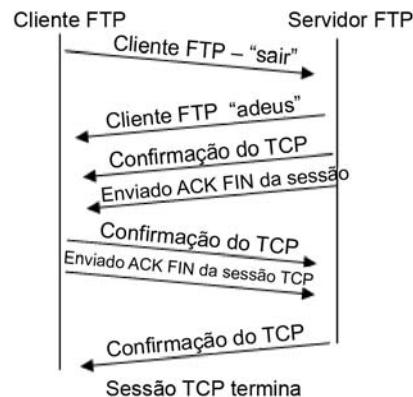 Cliente FTP
Servidor FTP
Cliente FTP – “sair”
Cliente FTP “adeus”
Confirmação do TCP
Enviado ACK FIN da sessão
Confirmação do TCP
Enviado ACK FIN da sessão TCP
Confirmação do TCP
Sessão TCP termina